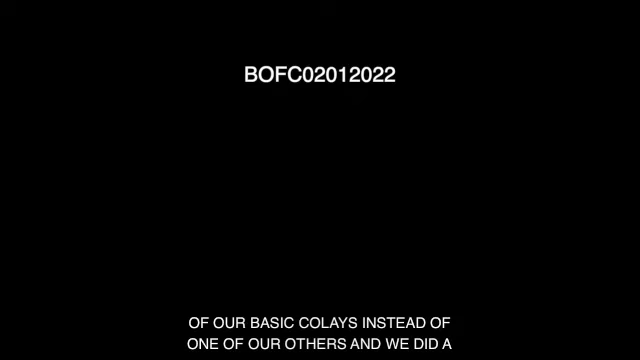 BOFC02012022
OF OUR BASIC COLAYS INSTEAD OF
ONE OF OUR OTHERS AND WE DID A